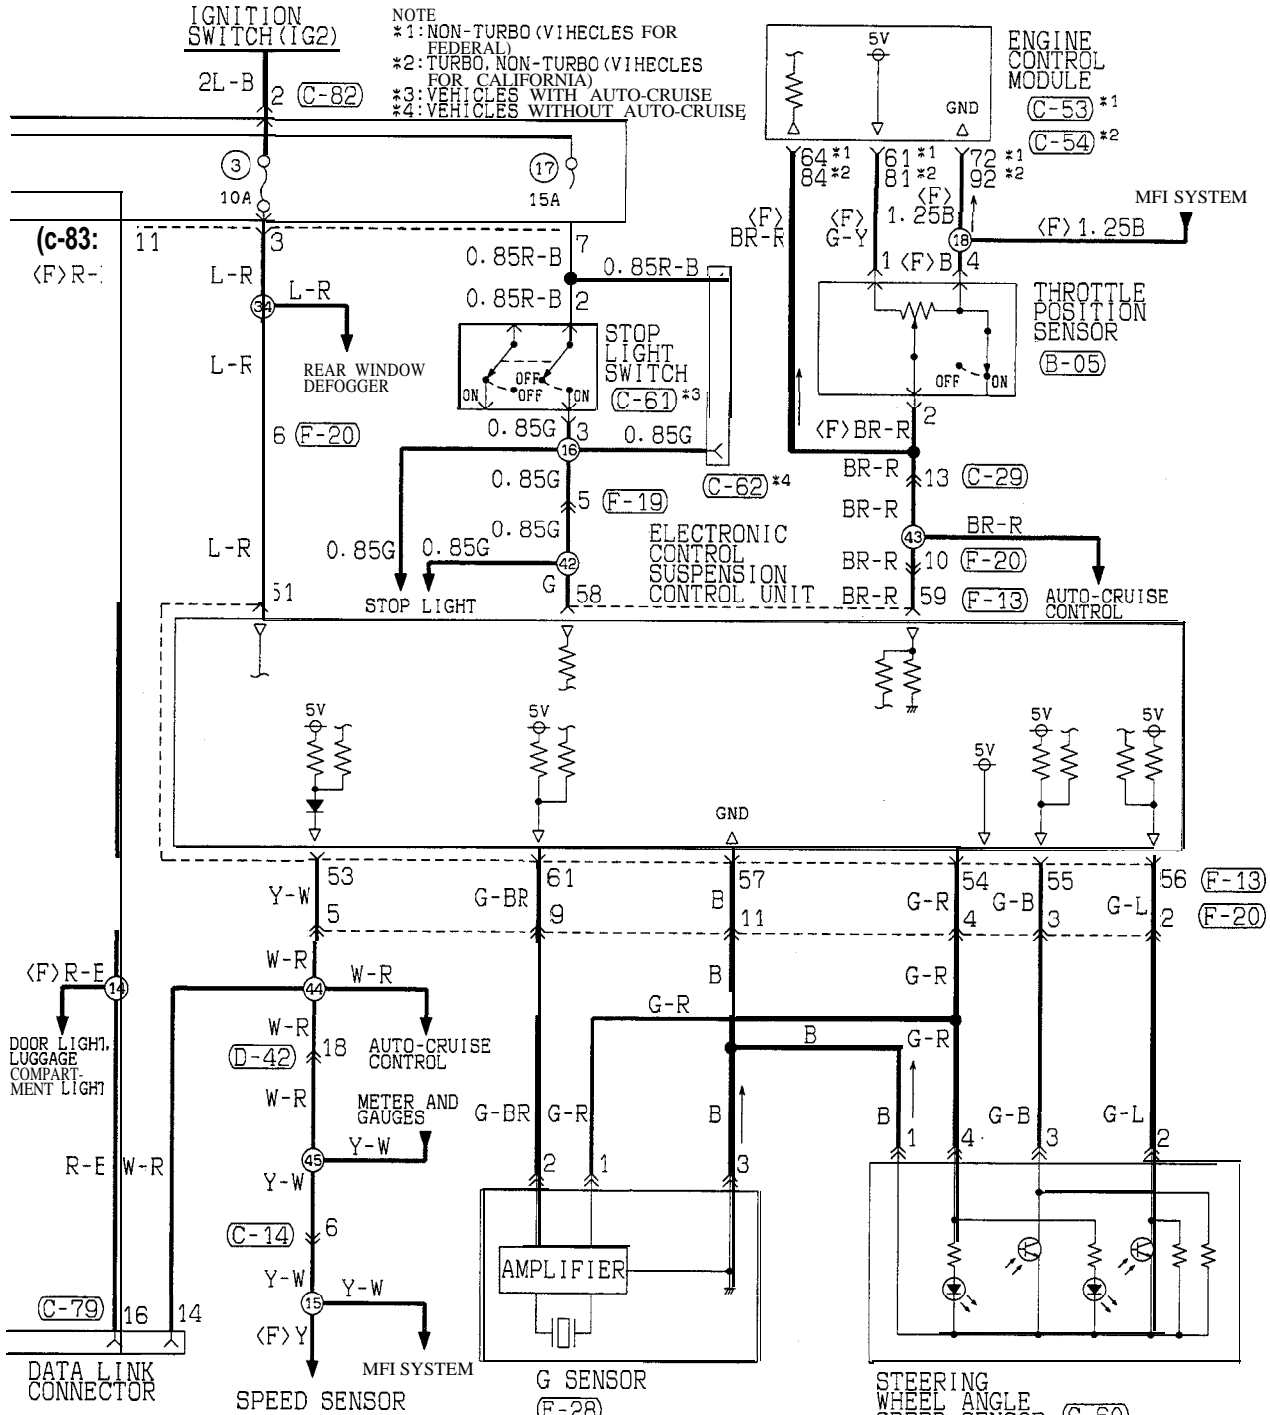 IGNITION
SWITCH(IG2)
NOTE
*1:NON-TURBO(VIHECLES FOR
FEDERAL)
*2:TURBO, NON-TURBO(VIHECLES
FOR CALIFORNIA)
*3:VEHICLES WITH AUTO-CRUISE
*4:VEHICLES WITHOUT AUTO-CRUISE
5V
GND
ENGINE
CONTROL
MODULE
C-53 *1
C-54 *2
2L-B
2
C-82
3
10A
17
15A
64 *1
84 *2
61 *1
81 *2
72 *1
92 *2
MFI SYSTEM
(c-83:
11
3
7
<F>R-
<F>
BR-R
<F>
G-Y
<F>
1.25B
18
<F>1.25B
L-R
34
L-R
0.85R-B
0.85R-B
0.85R-B
2
1
<F>B
4
THROTTLE
POSITION
SENSOR
B-05
OFF
ON
REAR WINDOW
DEFOGGER
L-R
STOP
LIGHT
SWITCH
C-61 *3
OFF
OFF
ON
ON
0.85G
3
0.85G
16
2
<F>BR-R
6
F-20
0.85G
C-62 *4
BR-R
13
C-29
5
F-19
BR-R
0.85G
0.85G
0.85G
42
L-R
G
ELECTRONIC
CONTROL
SUSPENSION
CONTROL UNIT
43
BR-R
BR-R
10
F-20
51
STOP LIGHT
58
BR-R
59
F-13
AUTO-CRUISE
CONTROL
5V
5V
5V
5V
5V
GND
53
61
57
54
55
56
F-13
Y-W
5
G-BR
9
B
11
G-R
4
G-B
3
G-L
2
F-20
<F>R-E
14
W-R
44
W-R
B
G-R
G-R
DOOR LIGHT,
LUGGAGE
COMPART-
MENT LIGHT
W-R
D-42
18
AUTO-CRUISE
CONTROL
B
G-R
W-R
METER AND
GAUGES
G-BR
G-R
B
B
1
4
G-B
3
G-L
2
R-E
W-R
45
Y-W
Y-W
2
1
3
C-14
6
AMPLIFIER
Y-W
15
Y-W
C-79
16
14
<F>Y
MFI SYSTEM
DATA LINK
CONNECTOR
SPEED SENSOR
G SENSOR
F-28
STEERING
WHEEL ANGLE
SPEED SENSOR
C-60